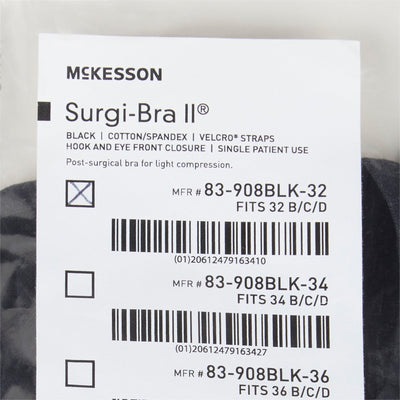 McKESSON
Surgi-Bra II®
BLACK | COTTON/SPANDEX | VELCRO® STRAPS
HOOK AND EYE FRONT CLOSURE | SINGLE PATIENT USE
Post-surgical bra for light compression.
MFR # 83-908BLK-32
FITS 32 B/C/D
(01)20612479163410
MFR # 83-908BLK-34
FITS 34 B/C/D
(01)20612479163427
MFR # 83-908BLK-36
FITS 36 B/C/D